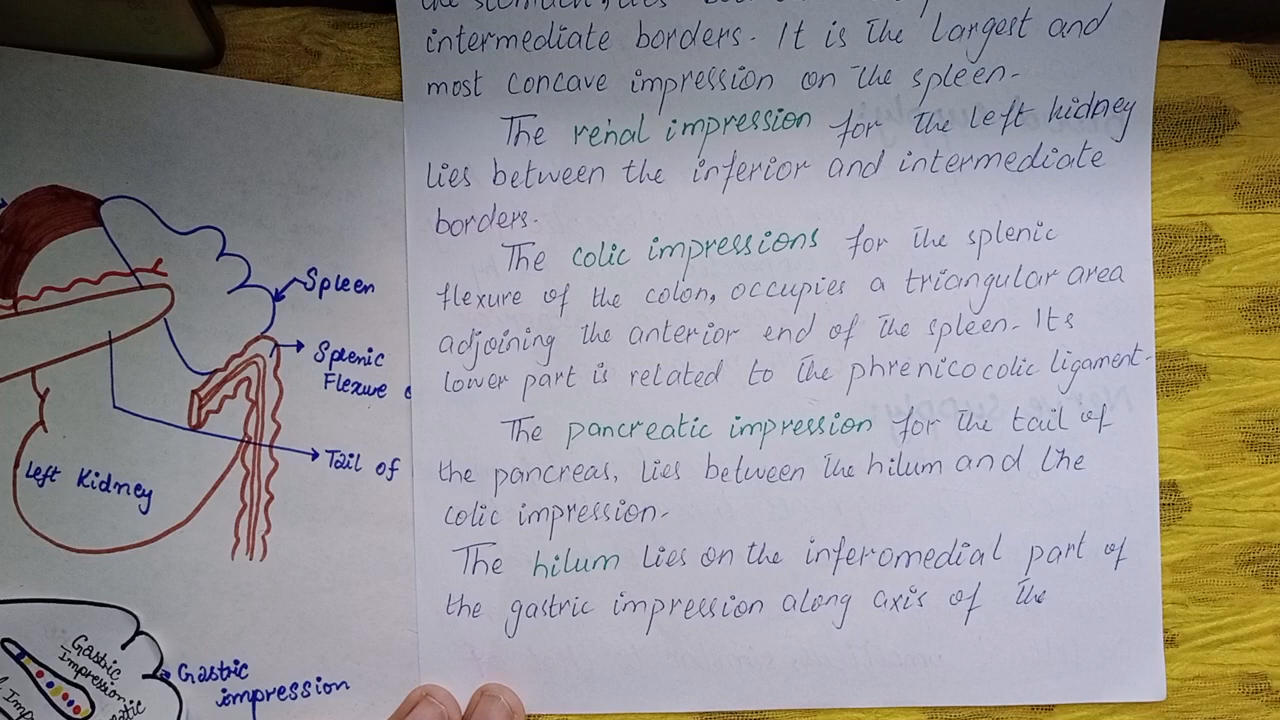 intermediate borders. It is the largest and
most concave impression on the spleen.
The renal impression for the left kidney
lies between the inferior and intermediate
borders.
The colic impressions for the splenic
flexure of the colon, occupies a triangular area
adjoining the anterior end of the spleen. Its
lower part is related to the phrenicocolic ligament.
The pancreatic impression for the tail of
the pancreas, lies between the hilum and the
colic impression.
The hilum lies on the inferomedial part of
the gastric impression along axis of the
Spleen
Splenic
Flexure
Tail of
Left Kidney
Gastric
Impression
Gastric
impression